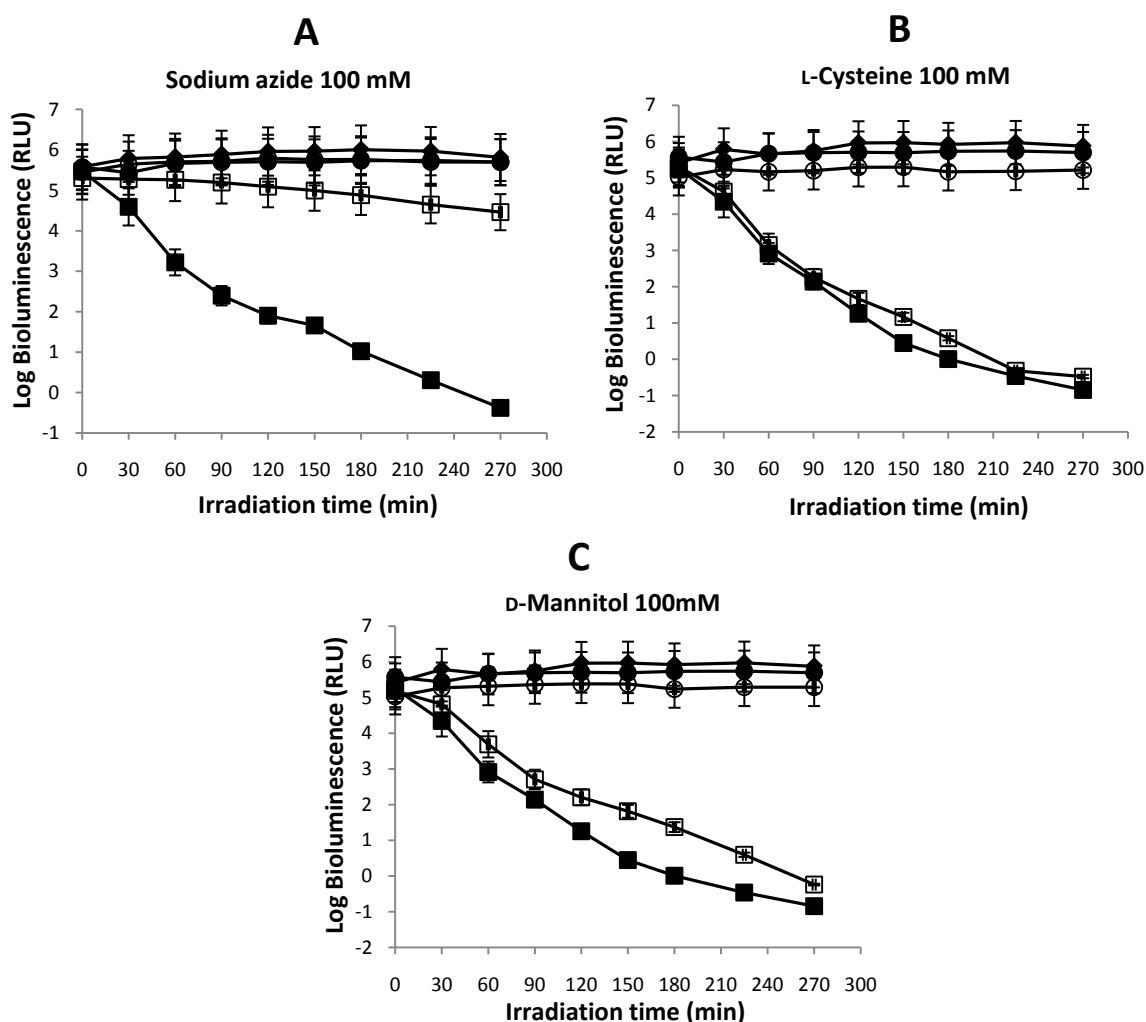 A
Sodium azide 100 mM
Log Bioluminescence (RLU)
7
6
5
4
3
2
1
0
-1
0 30 60 90 120 150 180 210 240 270 300
Irradiation time (min)
B
L-Cysteine 100 mM
Log Bioluminescence (RLU)
7
6
5
4
3
2
1
0
-1
-2
0 30 60 90 120 150 180 210 240 270 300
Irradiation time (min)
C
D-Mannitol 100mM
Log Bioluminescence (RLU)
7
6
5
4
3
2
1
0
-1
-2
0 30 60 90 120 150 180 210 240 270 300
Irradiation time (min)